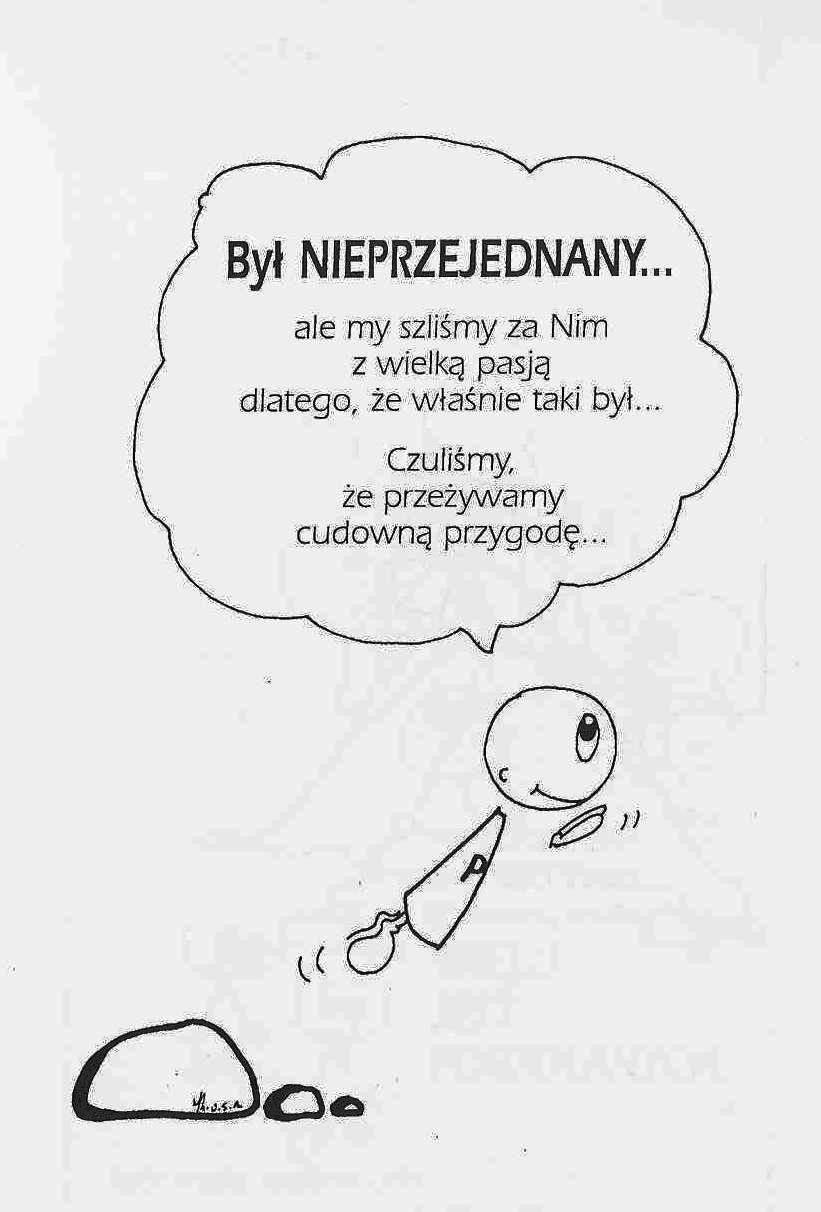 Był NIEPRZEJEDNANY...
ale my szliśmy za Nim
z wielką pasją
dlatego, że właśnie taki był...
Czuliśmy,
że przeżywamy
cudowną przygodę...
P